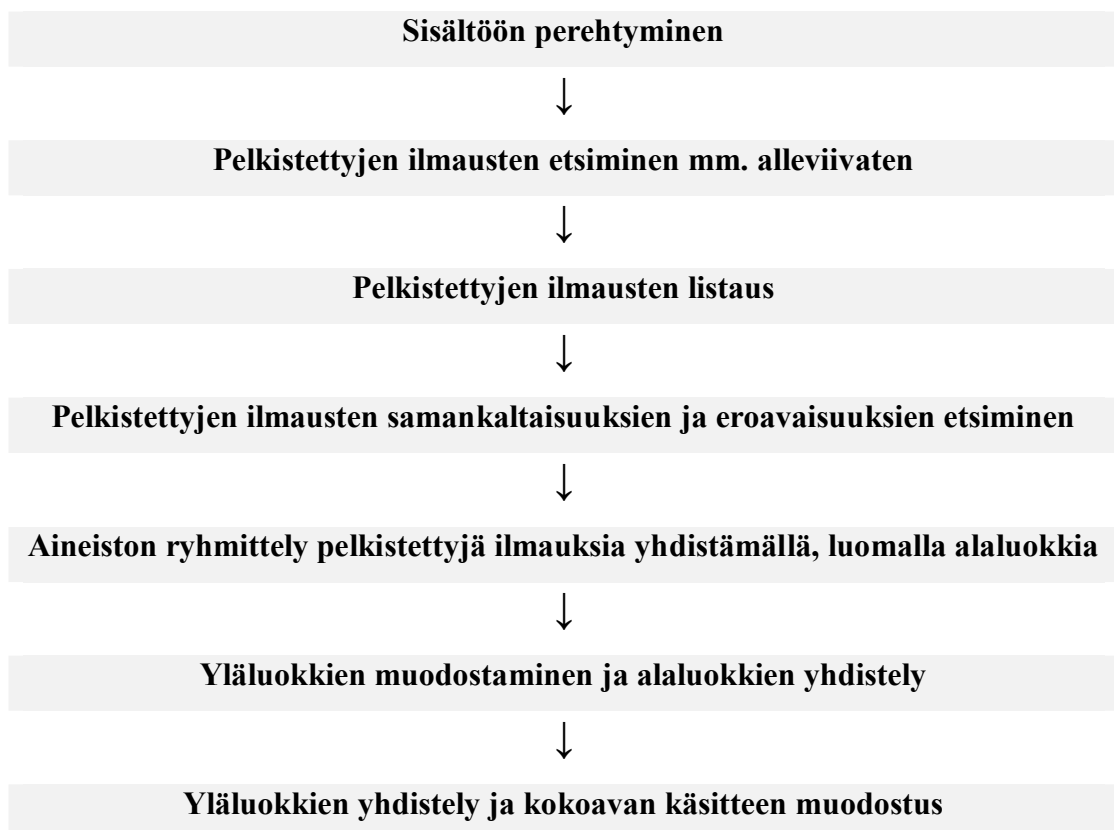 Sisältöön perehtyminen
↓
Pelkistettyjen ilmausten etsiminen mm. alleviivaten
↓
Pelkistettyjen ilmausten listaus
↓
Pelkistettyjen ilmausten samankaltaisuuksien ja eroavaisuuksien etsiminen
↓
Aineiston ryhmittely pelkistettyjä ilmauksia yhdistämällä, luomalla alaluokkia
↓
Yläluokkien muodostaminen ja alaluokkien yhdistely
↓
Yläluokkien yhdistely ja kokoavan käsitteen muodostus